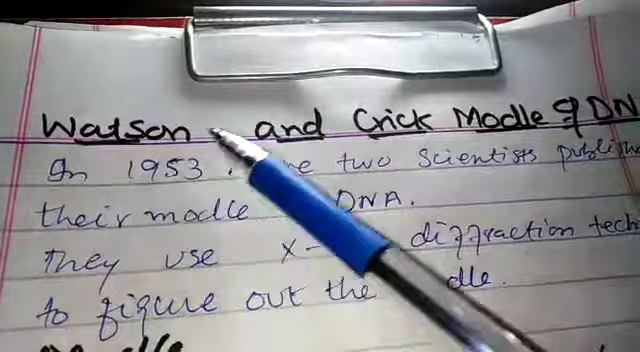 Watson and Crick Modle of DN
In 1953. two Scientists publish
their modle DNA.
They use X- diffraction tech
to figure out the dle.